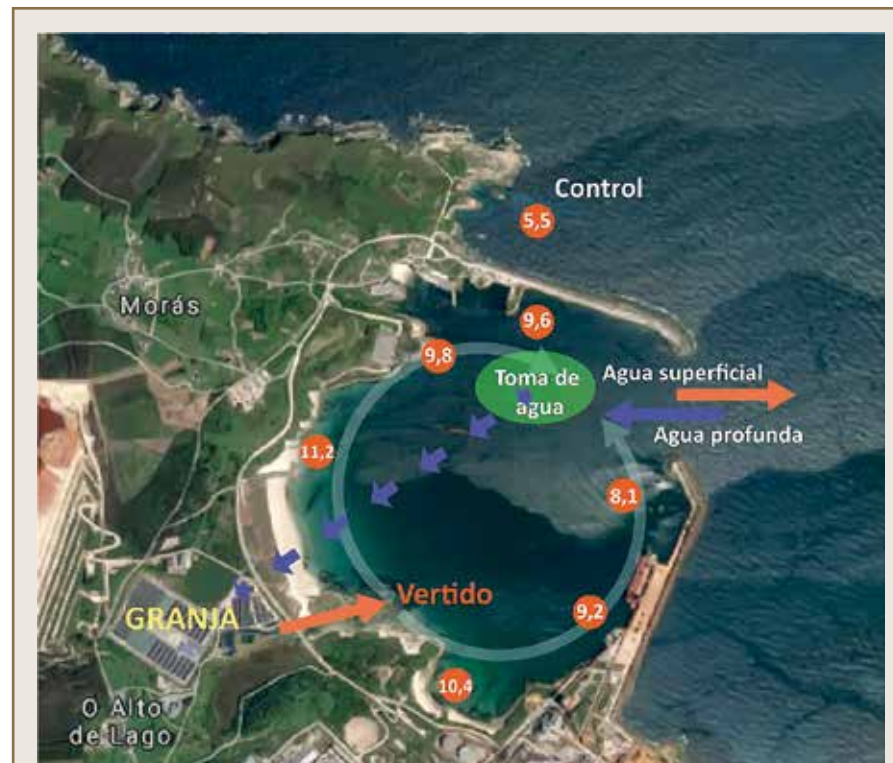 Control
5,5
Morás
9,6
9,8
Toma de
agua
Agua superficial
Agua profunda
11,2
8,1
GRANJA
Vertido
9,2
10,4
O Alto
de Lago